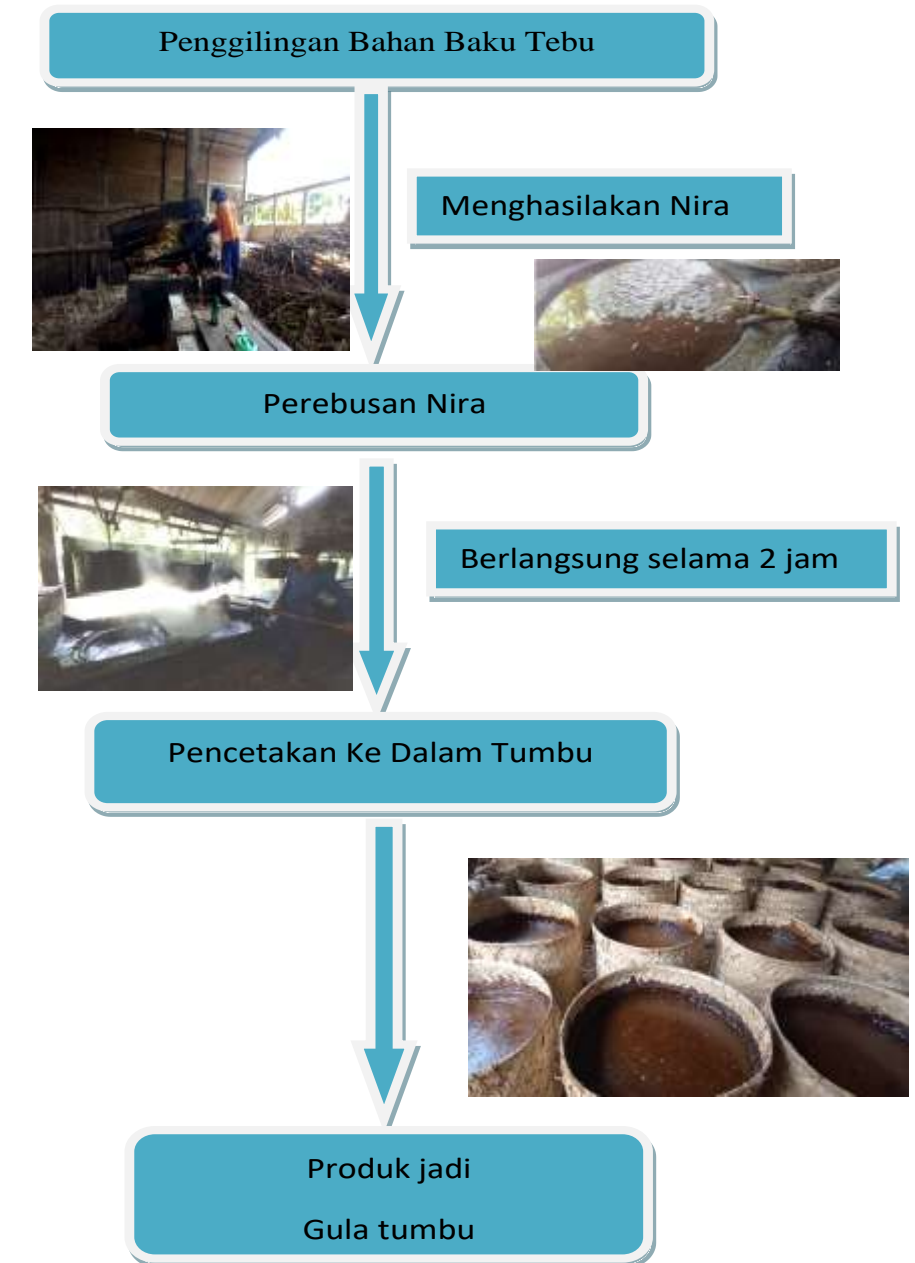 Penggilingan Bahan Baku Tebu
Menghasilakan Nira
Perebusan Nira
Berlangsung selama 2 jam
Pencetakan Ke Dalam Tumbu
Produk jadi
Gula tumbu